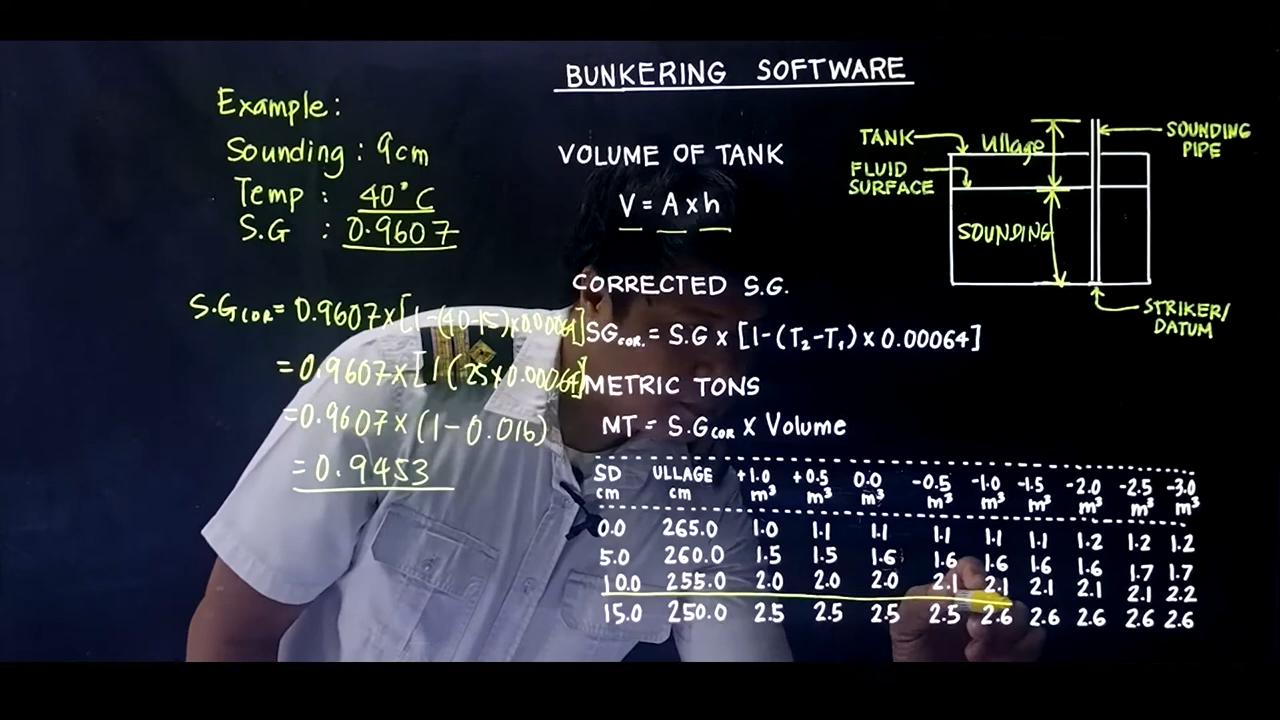 BUNKERING SOFTWARE
Example:
Sounding: 9cm
Temp : 40°C
S.G : 0.9607
S.G COR = 0.9607 x [1-(40-15) x 0.00064]
= 0.9607 x [1 (25 x 0.00064]
= 0.9607 x (1 - 0.016)
= 0.9453
VOLUME OF TANK
V = A x h
CORRECTED S.G.
SG COR. = S.G x [1-(T2-T1) x 0.00064]
METRIC TONS
MT = S.G COR x Volume
TANK
FLUID
SURFACE
Ullage
SOUNDING
SOUNDING
PIPE
STRIKER/
DATUM
SD ULLAGE +1.0 +0.5 0.0 -0.5 -1.0 -1.5 -2.0 -2.5 -3.0
cm cm m³ m³ m³ m³ m³ m³ m³ m³ m³
0.0 265.0 1.0 1.1 1.1 1.1 1.1 1.1 1.2 1.2 1.2
5.0 260.0 1.5 1.5 1.6 1.6 1.6 1.6 1.6 1.7 1.7
10.0 255.0 2.0 2.0 2.0 2.1 2.1 2.1 2.1 2.1 2.2
15.0 250.0 2.5 2.5 2.5 2.5 2.6 2.6 2.6 2.6 2.6